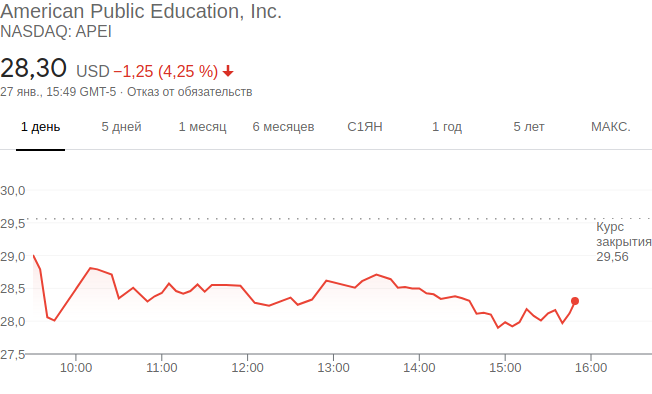 American Public Education, Inc.
NASDAQ: APEI
28,30 USD −1,25 (4,25 %)
27 янв., 15:49 GMT-5 · Отказ от обязательств
1 день 5 дней 1 месяц 6 месяцев С1ЯН 1 год 5 лет МАКС.
30,0
29,5
Курс
закрытия
29,56
29,0
28,5
28,0
27,5
10:00 11:00 12:00 13:00 14:00 15:00 16:00